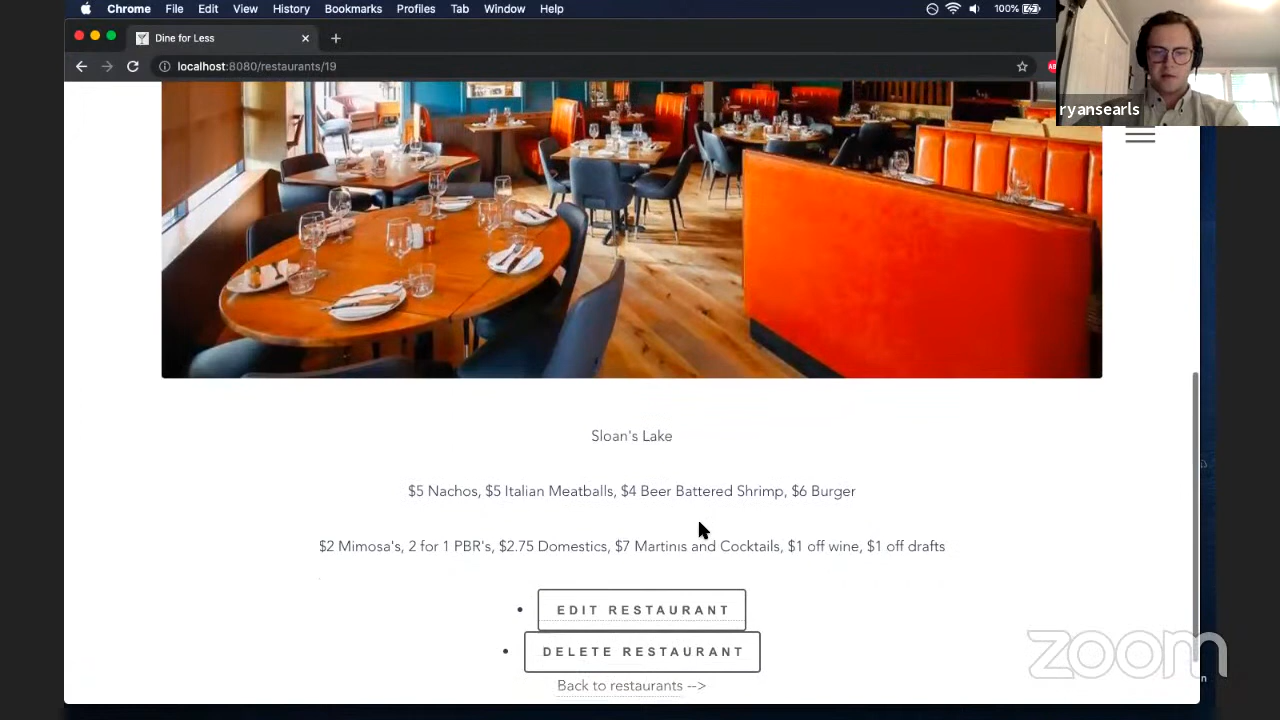 Chrome File Edit View History Bookmarks Profiles Tab Window Help 100%
Dine for Less
localhost:8080/restaurants/19
ryansearls
Sloan's Lake
$5 Nachos, $5 Italian Meatballs, $4 Beer Battered Shrimp, $6 Burger
$2 Mimosa's, 2 for 1 PBR's, $2.75 Domestics, $7 Martinis and Cocktails, $1 off wine, $1 off drafts
EDIT RESTAURANT
DELETE RESTAURANT
Back to restaurants -->
zoom